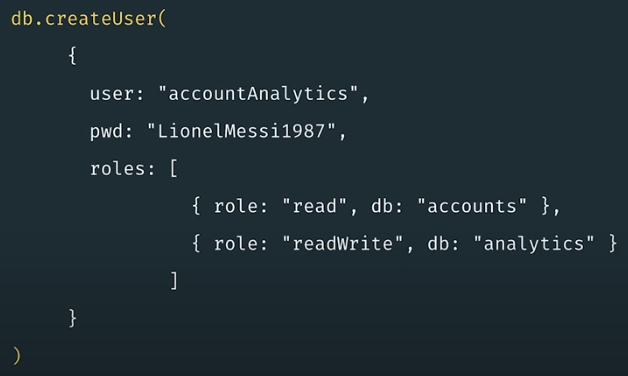 db.createUser(
{
user: "accountAnalytics",
pwd: "LionelMessi1987",
roles: [
{ role: "read", db: "accounts" },
{ role: "readWrite", db: "analytics" }
]
}
)